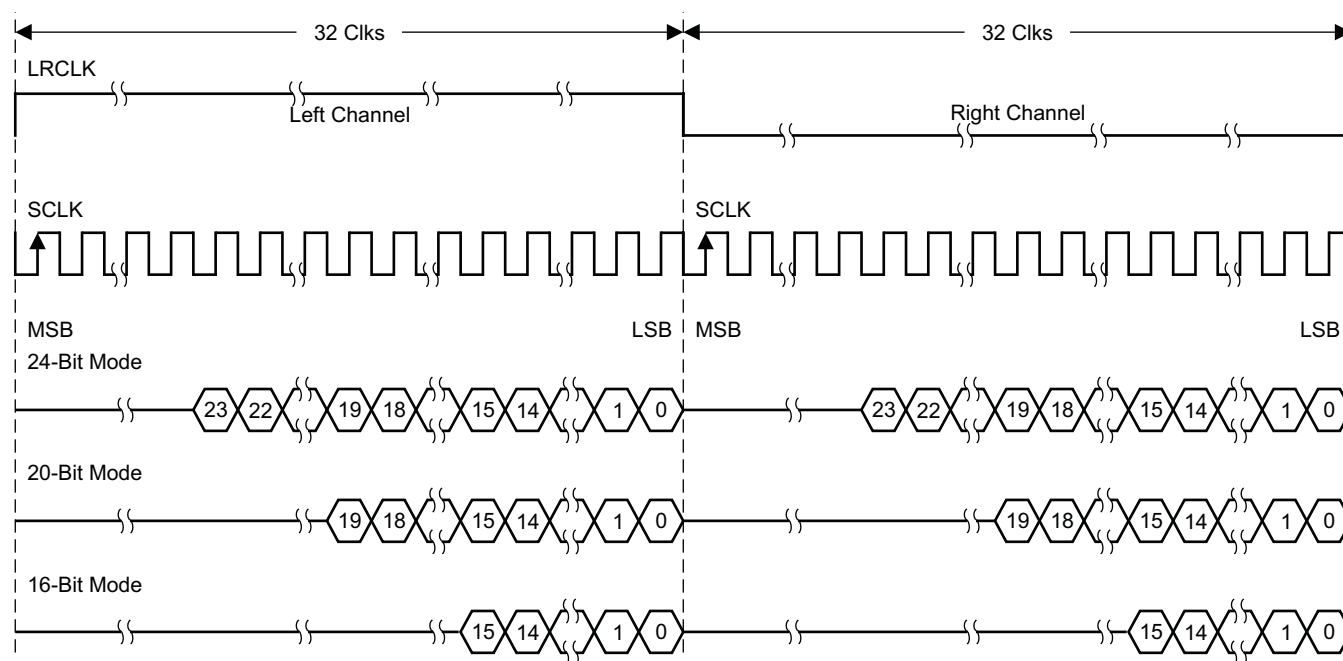 32 Clks 32 Clks
LRCLK
Left Channel Right Channel
SCLK SCLK
MSB LSB MSB LSB
24-Bit Mode
23 22 19 18 15 14 1 0 23 22 19 18 15 14 1 0
20-Bit Mode
19 18 15 14 1 0 19 18 15 14 1 0
16-Bit Mode
15 14 1 0 15 14 1 0